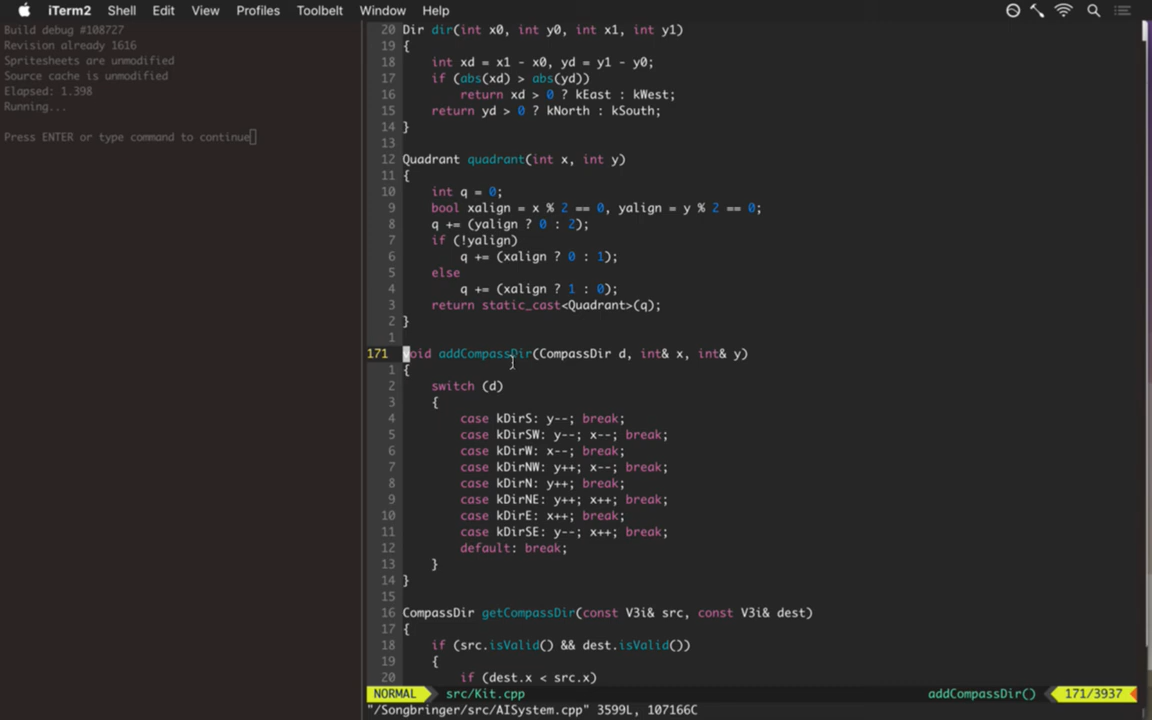 iTerm2 Shell Edit View Profiles Toolbelt Window Help
Build debug #108727
Revision already 1616
Spritesheets are unmodified
Source cache is unmodified
Elapsed: 1.398
Running...
Press ENTER or type command to continue
20 Dir dir(int x0, int y0, int x1, int y1)
19 {
18 int xd = x1 - x0, yd = y1 - y0;
17 if (abs(xd) > abs(yd))
16 return xd > 0 ? kEast : kWest;
15 return yd > 0 ? kNorth : kSouth;
14 }
13
12 Quadrant quadrant(int x, int y)
11 {
10 int q = 0;
9 bool xalign = x % 2 == 0, yalign = y % 2 == 0;
8 q += (yalign ? 0 : 2);
7 if (!yalign)
6 q += (xalign ? 0 : 1);
5 else
4 q += (xalign ? 1 : 0);
3 return static_cast<Quadrant>(q);
2 }
1
171 void addCompassDir(CompassDir d, int& x, int& y)
1 {
2 switch (d)
3 {
4 case kDirS: y--; break;
5 case kDirSW: y--; x--; break;
6 case kDirW: x--; break;
7 case kDirNW: y++; x--; break;
8 case kDirN: y++; break;
9 case kDirNE: y++; x++; break;
10 case kDirE: x++; break;
11 case kDirSE: y--; x++; break;
12 default: break;
13 }
14 }
15
16 CompassDir getCompassDir(const V3i& src, const V3i& dest)
17 {
18 if (src.isValid() && dest.isValid())
19 {
20 if (dest.x < src.x)
NORMAL src/Kit.cpp addCompassDir() 171/3937
"/Songbringer/src/AISystem.cpp" 3599L, 107166C